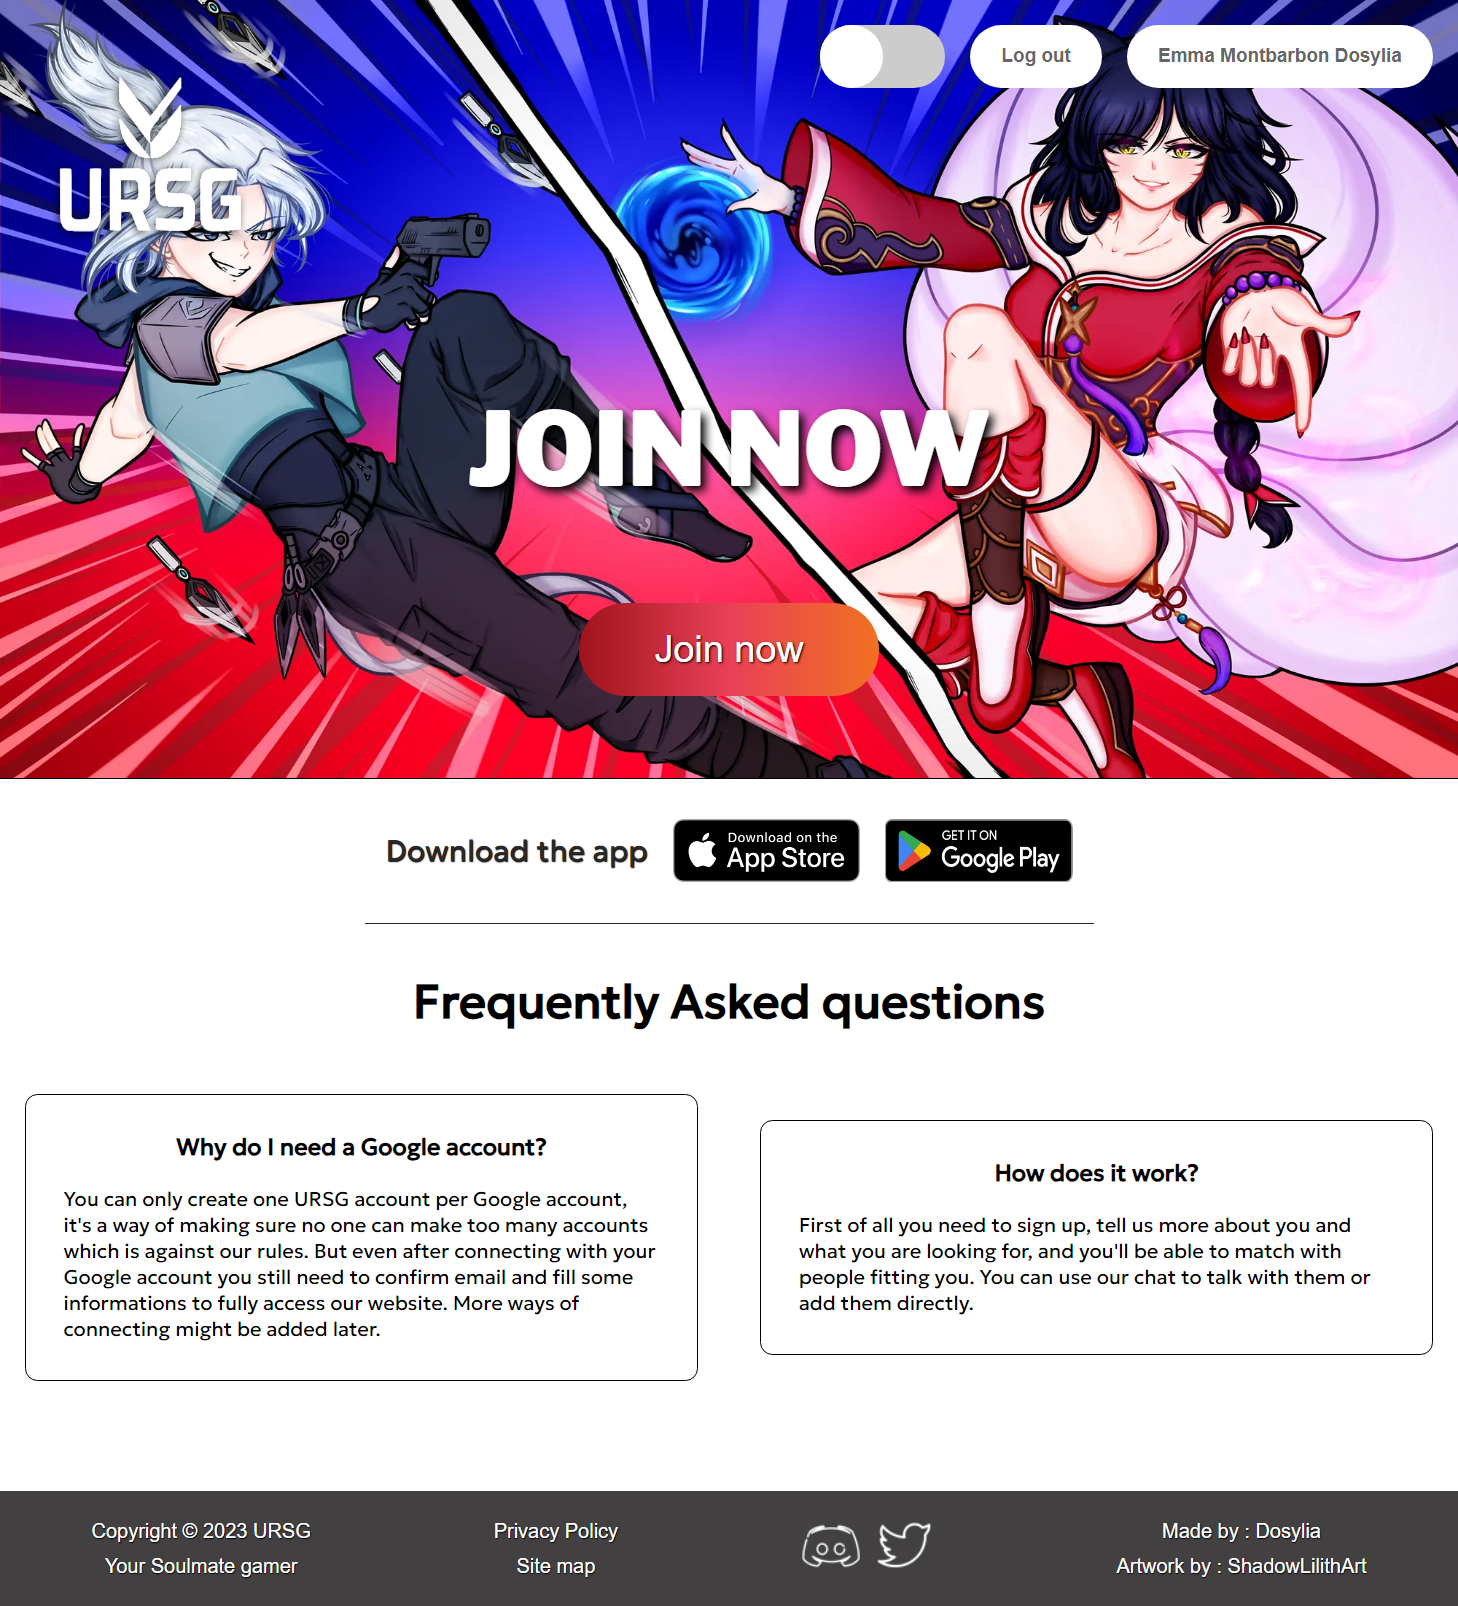 Log out
Emma Montbarbon Dosylia
URSG
JOIN NOW
Join now
Download the app
Download on the
App Store
GET IT ON
Google Play
Frequently Asked questions
Why do I need a Google account?
You can only create one URSG account per Google account,
it's a way of making sure no one can make too many accounts
which is against our rules. But even after connecting with your
Google account you still need to confirm email and fill some
informations to fully access our website. More ways of
connecting might be added later.
How does it work?
First of all you need to sign up, tell us more about you and
what you are looking for, and you'll be able to match with
people fitting you. You can use our chat to talk with them or
add them directly.
Copyright © 2023 URSG
Your Soulmate gamer
Privacy Policy
Site map
Made by : Dosylia
Artwork by : ShadowLilithArt